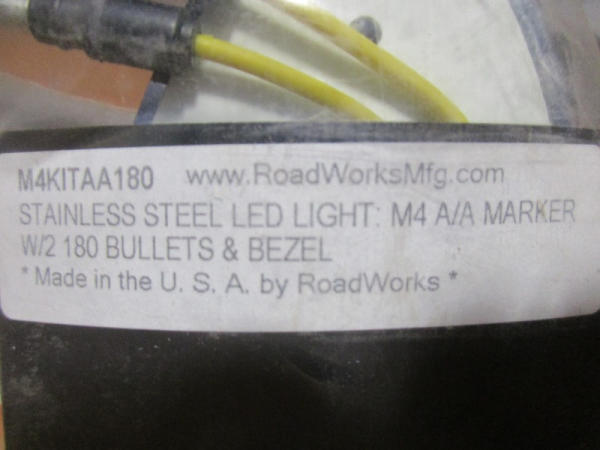 M4KITAA180 www.RoadWorksMfg.com
STAINLESS STEEL LED LIGHT: M4 A/A MARKER
W/2 180 BULLETS & BEZEL
* Made in the U. S. A. by RoadWorks *